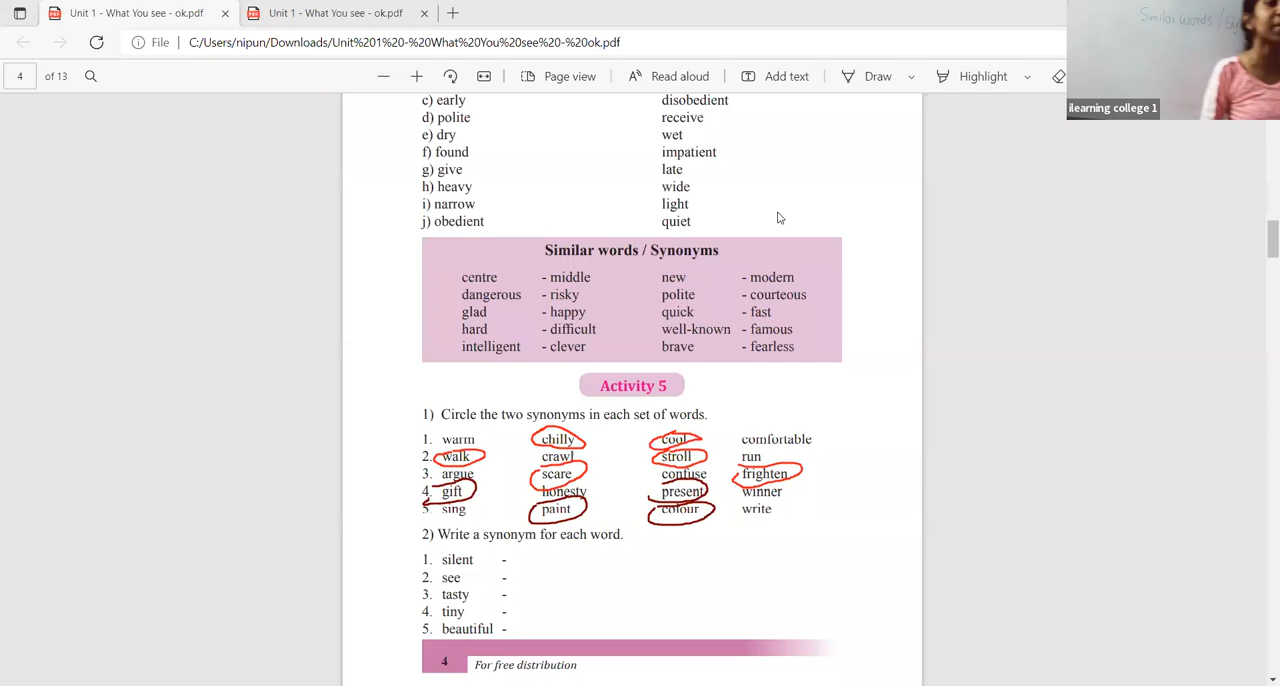 Unit 1 - What You see - ok.pdf
Unit 1 - What You see - ok.pdf
File C:/Users/nipun/Downloads/Unit%201%20-%20What%20You%20see%20-%20ok.pdf
Similar words /
4 of 13 Page view Read aloud Add text Draw Highlight
ilearning college 1
c) early disobedient
d) polite receive
e) dry wet
f) found impatient
g) give late
h) heavy wide
i) narrow light
j) obedient quiet
Similar words / Synonyms
centre - middle new - modern
dangerous - risky polite - courteous
glad - happy quick - fast
hard - difficult well-known - famous
intelligent - clever brave - fearless
Activity 5
1) Circle the two synonyms in each set of words.
1. warm chilly cool comfortable
2. walk crawl stroll run
3. argue scare confuse frighten
4. gift honesty present winner
5. sing paint colour write
2) Write a synonym for each word.
1. silent -
2. see -
3. tasty -
4. tiny -
5. beautiful -
4 For free distribution